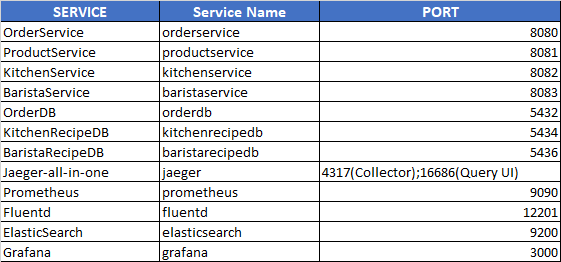 SERVICE Service Name PORT
OrderService orderservice 8080
ProductService productservice 8081
KitchenService kitchenservice 8082
BaristaService baristaservice 8083
OrderDB orderdb 5432
KitchenRecipeDB kitchenrecipedb 5434
BaristaRecipeDB baristarecipedb 5436
Jaeger-all-in-one jaeger 4317(Collector);16686(Query UI)
Prometheus prometheus 9090
Fluentd fluentd 12201
ElasticSearch elasticsearch 9200
Grafana grafana 3000